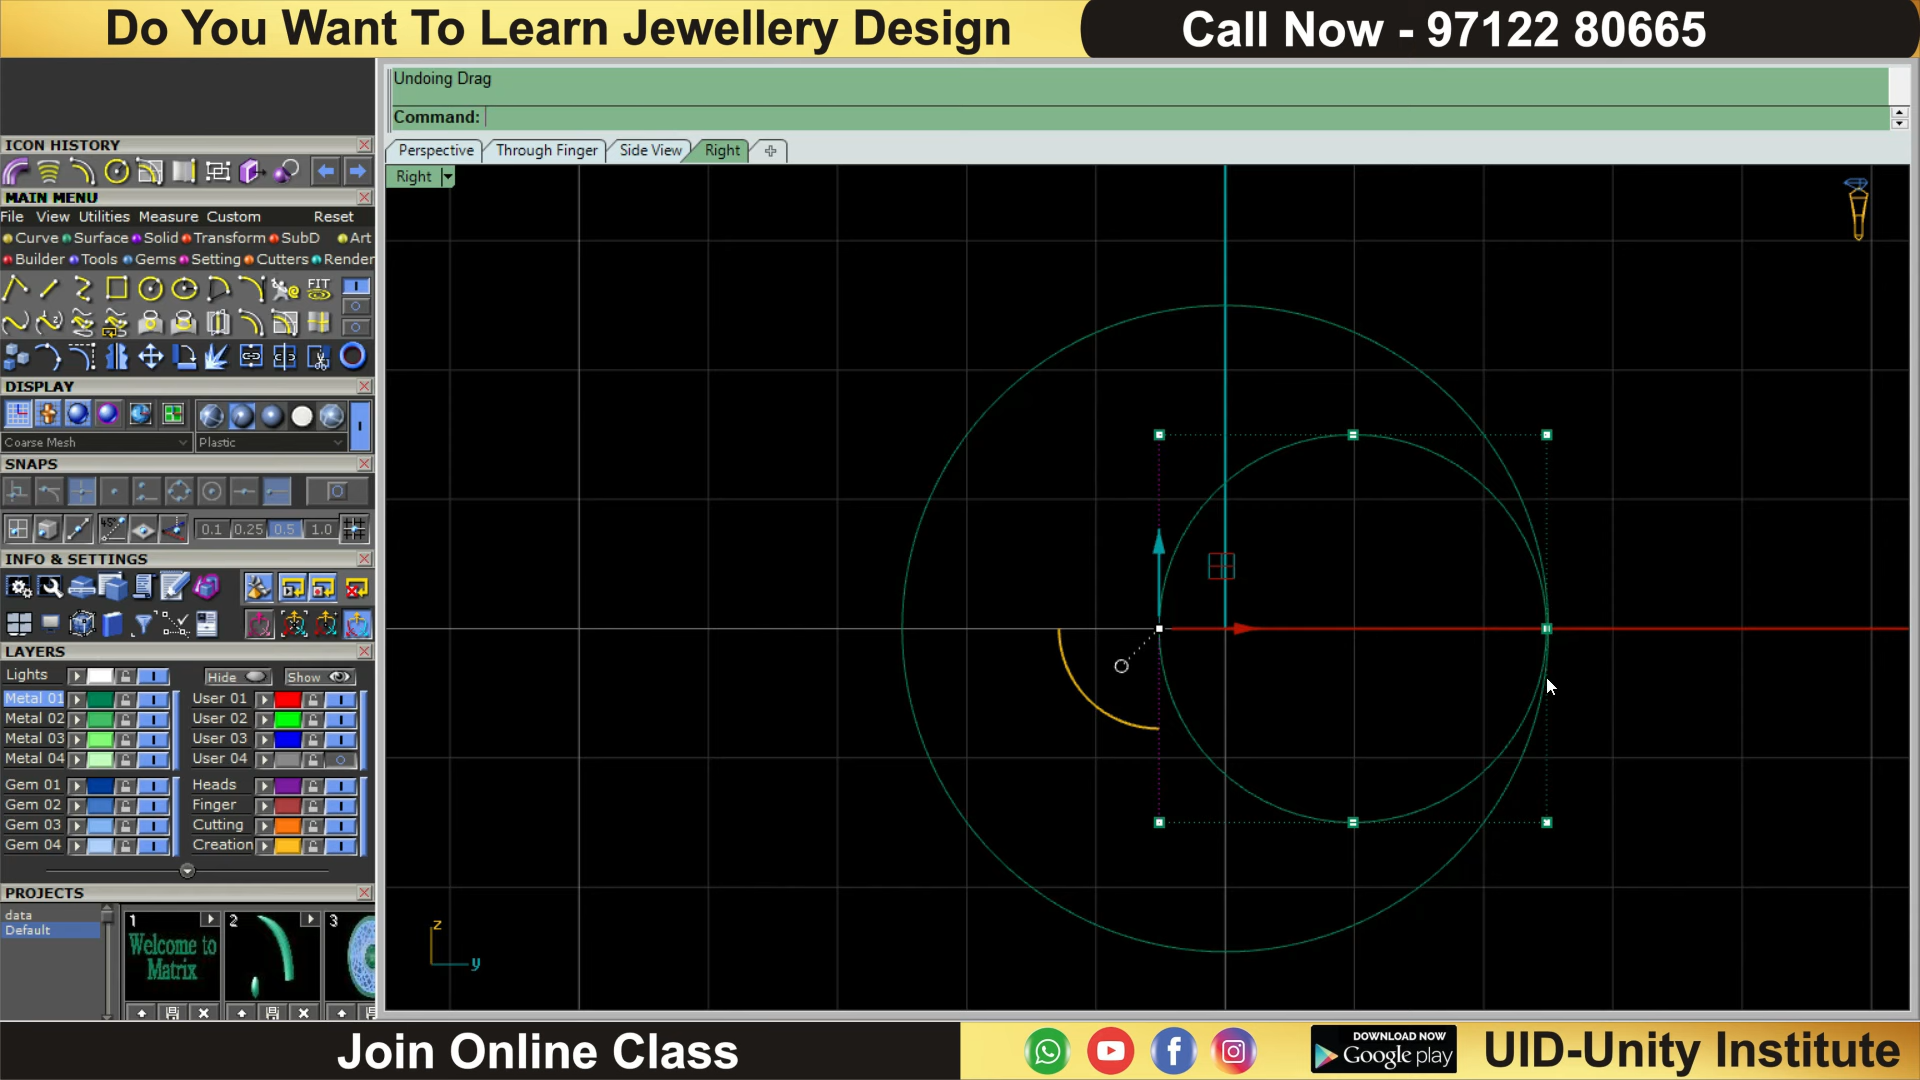 Do You Want To Learn Jewellery Design
Call Now - 97122 80665
Undoing Drag
Command:
Perspective
Through Finger
Side View
Right
Right
ICON HISTORY
MAIN MENU
File View Utilities Measure Custom Reset
Curve Surface Solid Transform SubD Art
Builder Tools Gems Setting Cutters Render
FIT
DISPLAY
Coarse Mesh
Plastic
SNAPS
45°
0.1 0.25 0.5 1.0
INFO & SETTINGS
LAYERS
Lights
Hide
Show
Metal 01
User 01
Metal 02
User 02
Metal 03
User 03
Metal 04
User 04
Gem 01
Heads
Gem 02
Finger
Gem 03
Cutting
Gem 04
Creation
PROJECTS
data
Default
1
2
3
Welcome to
Matrix
z
y
Join Online Class
DOWNLOAD NOW
Google play
UID-Unity Institute